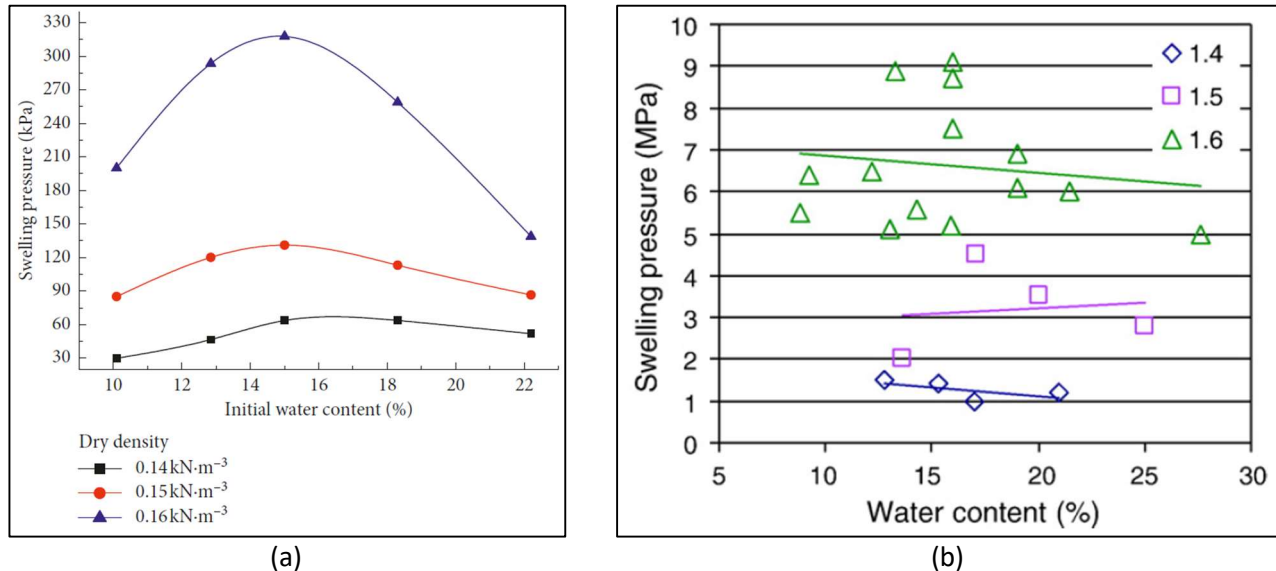 330
300
270
240
210
180
150
120
90
60
30
Swelling pressure (kPa)
10 12 14 16 18 20 22
Initial water content (%)
Dry density
0.14 kN·m⁻³
0.15 kN·m⁻³
0.16 kN·m⁻³
(a)
10
9
8
7
6
5
4
3
2
1
0
Swelling pressure (MPa)
1.4
1.5
1.6
5 10 15 20 25 30
Water content (%)
(b)